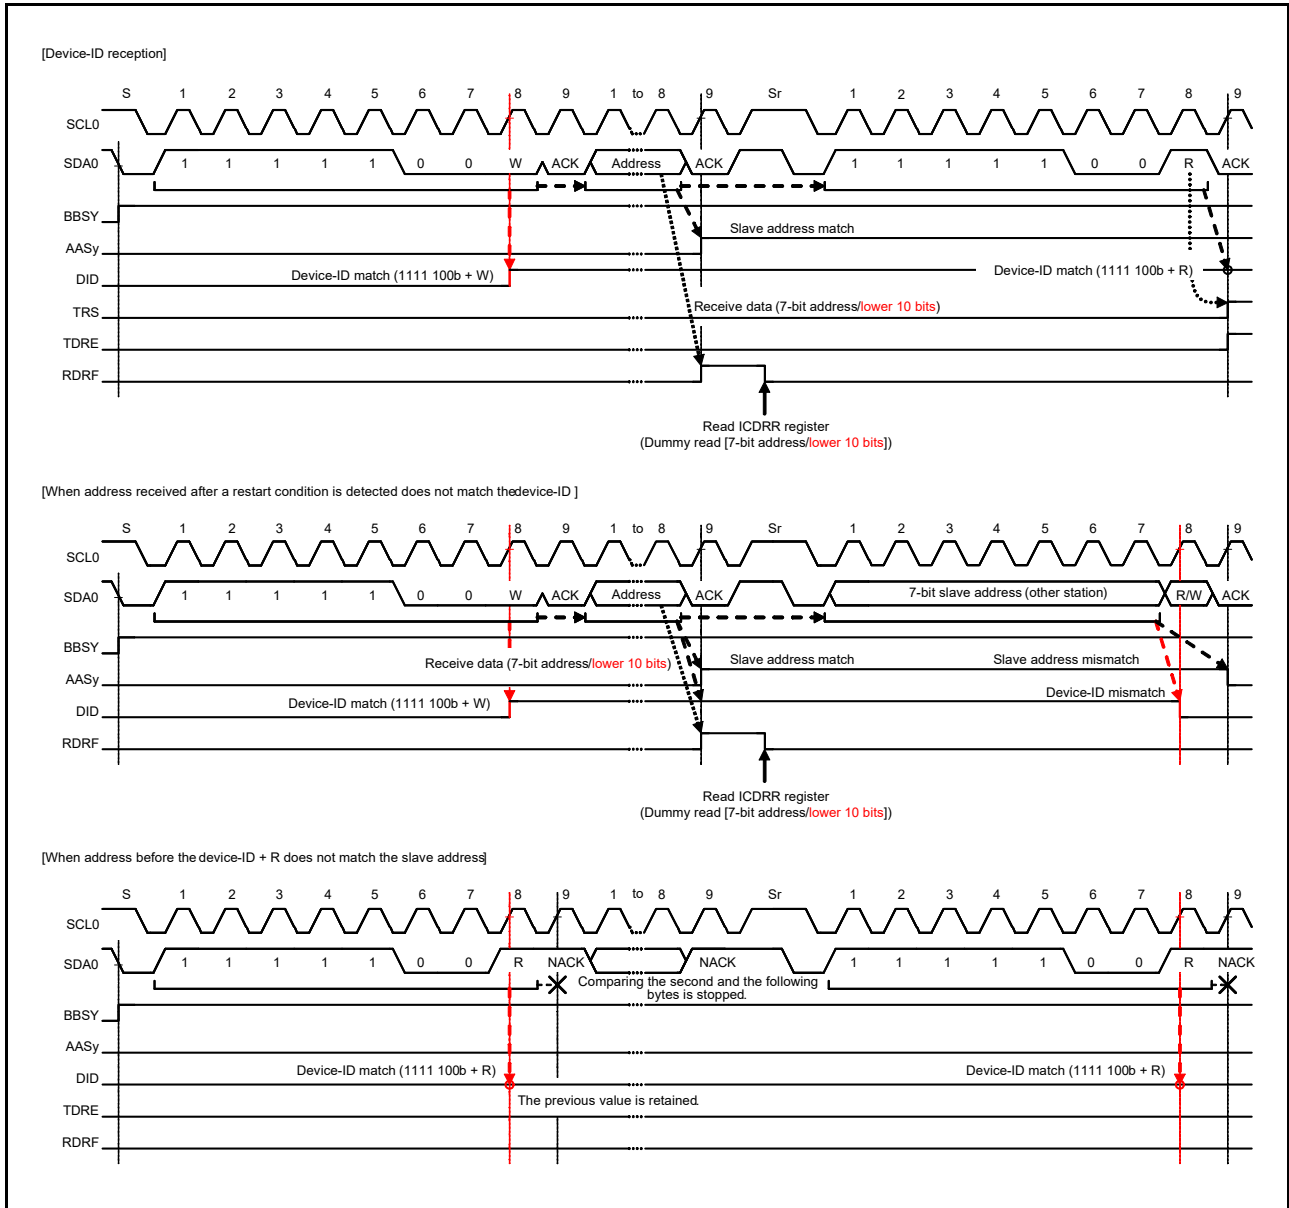 [Device-ID reception]
S 1 2 3 4 5 6 7 8 9 1 to 8 9 Sr 1 2 3 4 5 6 7 8 9
SCL0
SDA0 1 1 1 1 1 0 0 W ACK Address ACK 1 1 1 1 1 0 0 R ACK
BBSY
Slave address match
AASy
Device-ID match (1111 100b + W) Device-ID match (1111 100b + R)
DID
Receive data (7-bit address/lower 10 bits)
TRS
TDRE
RDRF
Read ICDRR register
(Dummy read [7-bit address/lower 10 bits])
[When address received after a restart condition is detected does not match thedevice-ID ]
S 1 2 3 4 5 6 7 8 9 1 to 8 9 Sr 1 2 3 4 5 6 7 8 9
SCL0
SDA0 1 1 1 1 1 0 0 W ACK Address ACK 7-bit slave address (other station) R/W ACK
BBSY
Receive data (7-bit address/lower 10 bits) Slave address match Slave address mismatch
AASy
Device-ID match (1111 100b + W) Device-ID mismatch
DID
RDRF
Read ICDRR register
(Dummy read [7-bit address/lower 10 bits])
[When address before the device-ID + R does not match the slave address]
S 1 2 3 4 5 6 7 8 9 1 to 8 9 Sr 1 2 3 4 5 6 7 8 9
SCL0
SDA0 1 1 1 1 1 0 0 R NACK NACK 1 1 1 1 1 0 0 R NACK
Comparing the second and the following
bytes is stopped.
BBSY
AASy
Device-ID match (1111 100b + R) Device-ID match (1111 100b + R)
DID
The previous value is retained.
TDRE
RDRF